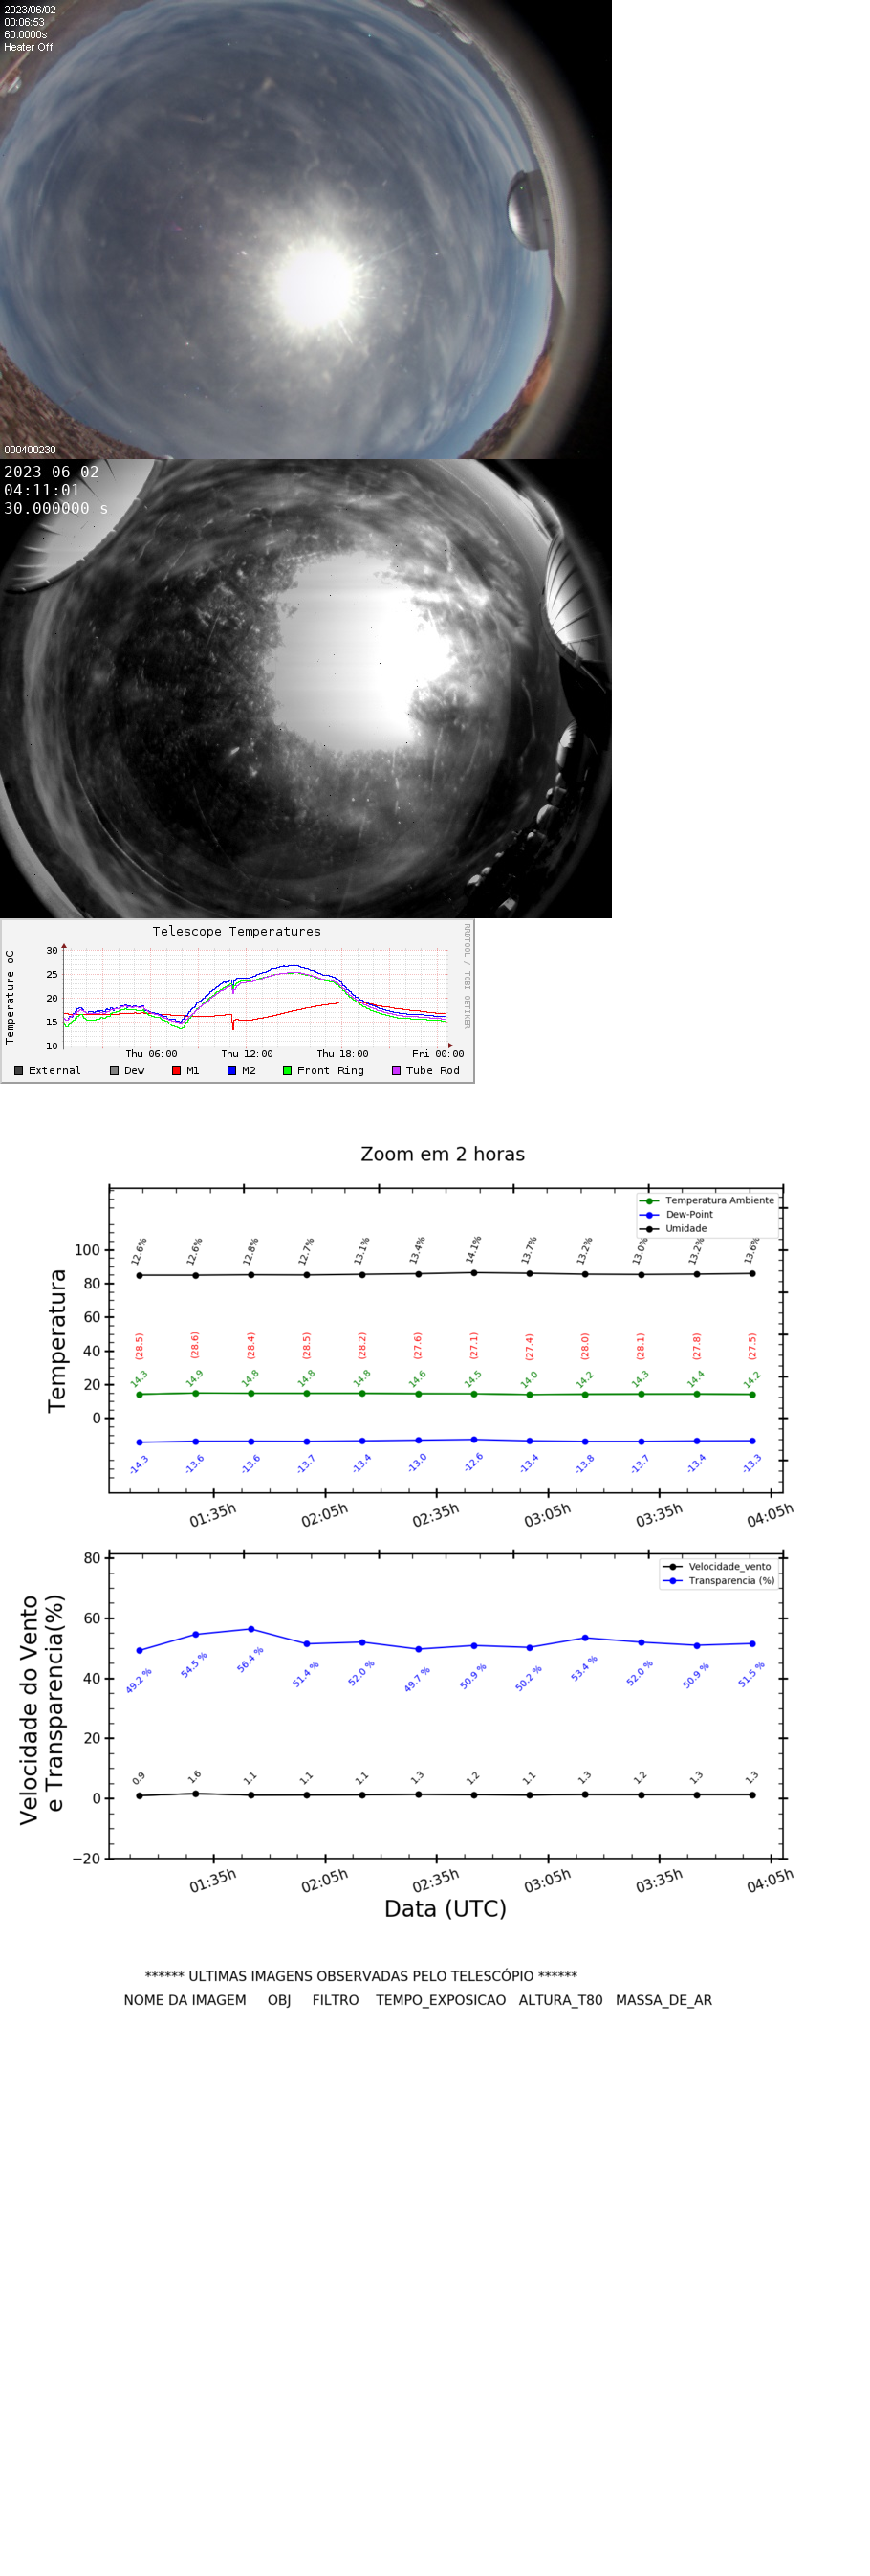 2023/06/02
00:06:53
60.0000s
Heater Off
000400230
2023-06-02
04:11:01
30.000000 s
Telescope Temperatures
RRDTOOL / TOBI OETIKER
Temperature oC
30
25
20
15
10
Thu 06:00 Thu 12:00 Thu 18:00 Fri 00:00
External Dew M1 M2 Front Ring Tube Rod
Zoom em 2 horas
Temperatura
Temperatura Ambiente
Dew-Point
Umidade
100
80
60
40
20
0
12.6% 12.6% 12.8% 12.7% 13.1% 13.4% 14.1% 13.7% 13.2% 13.0% 13.2% 13.6%
(28.5) (28.6) (28.4) (28.5) (28.2) (27.6) (27.1) (27.4) (28.0) (28.1) (27.8) (27.5)
14.3 14.9 14.8 14.8 14.8 14.6 14.5 14.0 14.2 14.3 14.4 14.2
-14.3 -13.6 -13.6 -13.7 -13.4 -13.0 -12.6 -13.4 -13.8 -13.7 -13.4 -13.3
01:35h 02:05h 02:35h 03:05h 03:35h 04:05h
Velocidade do Vento
e Transparencia(%)
Velocidade_vento
Transparencia (%)
80
60
40
20
0
−20
49.2 % 54.5 % 56.4 % 51.4 % 52.0 % 49.7 % 50.9 % 50.2 % 53.4 % 52.0 % 50.9 % 51.5 %
0.9 1.6 1.1 1.1 1.1 1.3 1.2 1.1 1.3 1.2 1.3 1.3
01:35h 02:05h 02:35h 03:05h 03:35h 04:05h
Data (UTC)
****** ULTIMAS IMAGENS OBSERVADAS PELO TELESCÓPIO ******
NOME DA IMAGEM OBJ FILTRO TEMPO_EXPOSICAO ALTURA_T80 MASSA_DE_AR